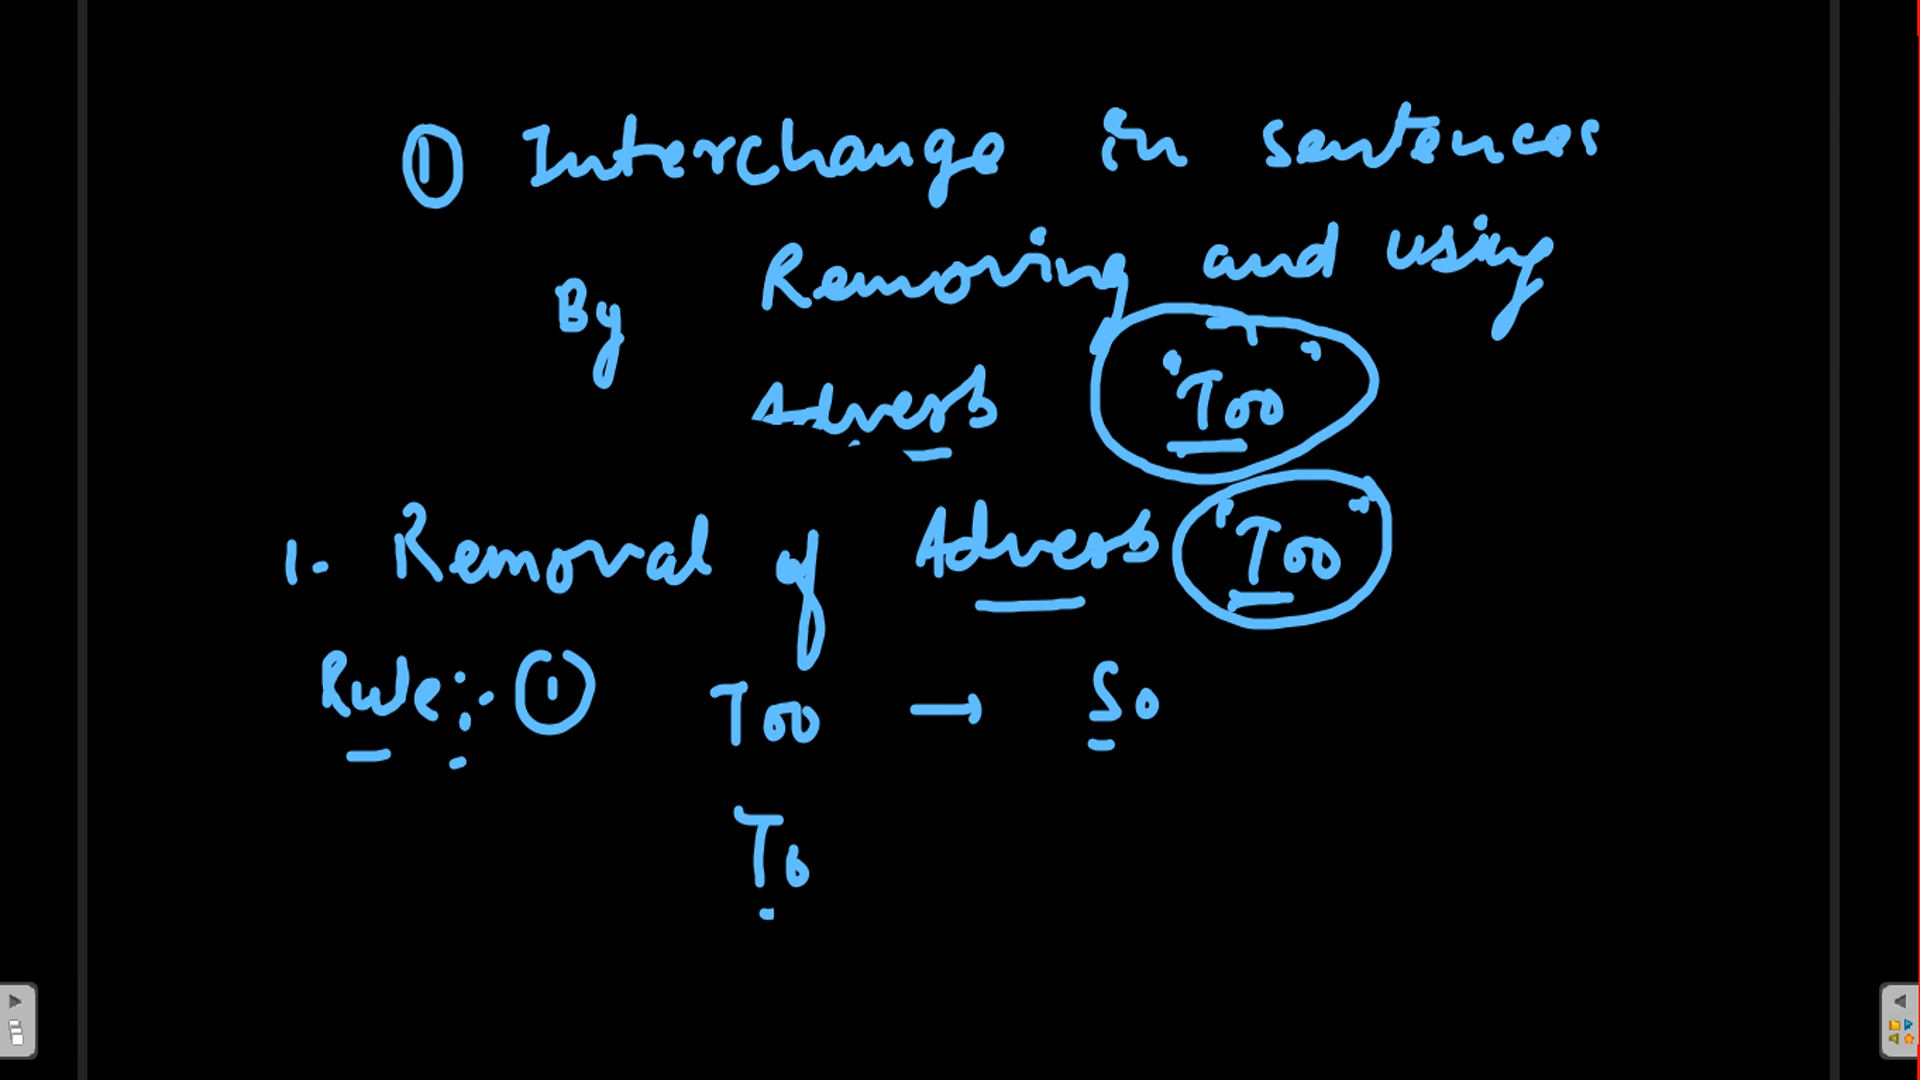 ① Interchange in sentences
By Removing and using
Adverb "Too"
1. Removal of Adverb "Too"
Rule:- ① Too → So
To